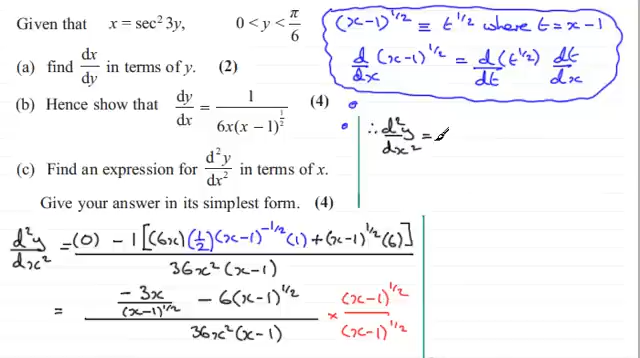 Given that x = sec² 3y, 0 < y < π/6
(a) find dx/dy in terms of y. (2)
(b) Hence show that dy/dx = 1/(6x(x − 1)^(1/2)) (4)
(c) Find an expression for d²y/dx² in terms of x.
Give your answer in its simplest form. (4)
d²y/dx² = ((0) − 1[(6x)(1/2)(x−1)^(−1/2)(1) + (x−1)^(1/2)(6)])/(36x²(x−1))
= (−3x/(x−1)^(1/2) − 6(x−1)^(1/2))/(36x²(x−1)) × (x−1)^(1/2)/(x−1)^(1/2)
(x−1)^(1/2) ≡ t^(1/2) where t = x − 1
d/dx (x−1)^(1/2) = d/dt (t^(1/2)) dt/dx
∴ d²y/dx² =